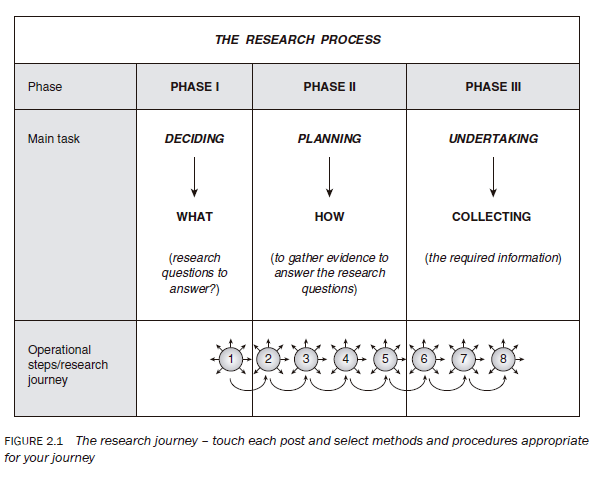 THE RESEARCH PROCESS
Phase
PHASE I
PHASE II
PHASE III
Main task
DECIDING
PLANNING
UNDERTAKING
WHAT
HOW
COLLECTING
(research
questions to
answer?)
(to gather evidence to
answer the research
questions)
(the required information)
Operational
steps/research
journey
1 2 3 4 5 6 7 8
FIGURE 2.1 The research journey – touch each post and select methods and procedures appropriate
for your journey